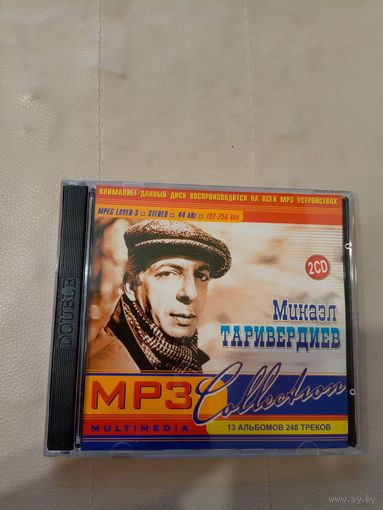 ВНИМАНИЕ! ДАННЫЙ ДИСК ВОСПРОИЗВОДИТСЯ НА ВСЕХ MP3 УСТРОЙСТВАХ
MPEG LAYER-3 STEREO 44 kHz 192-256 kbs
2CD
Микаэл
ТАРИВЕРДИЕВ
MP3 Collection
MULTIMEDIA
13 АЛЬБОМОВ 248 ТРЕКОВ
DOUBLE
www.ay.by